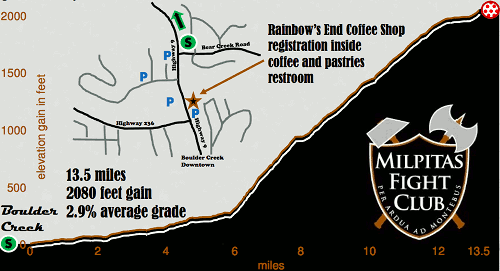 2000
1500
1000
500
elevation gain in feet
Highway 9
S
Bear Creek Road
P
P
P
P
Highway 236
Highway 9
Boulder Creek
Downtown
Rainbow's End Coffee Shop
registration inside
coffee and pastries
restroom
13.5 miles
2080 feet gain
2.9% average grade
Boulder
Creek
S
MILPITAS
FIGHT
CLUB
PER ARDUA AD MONTEBUS
0
2
4
6
8
10
12
13.5
miles